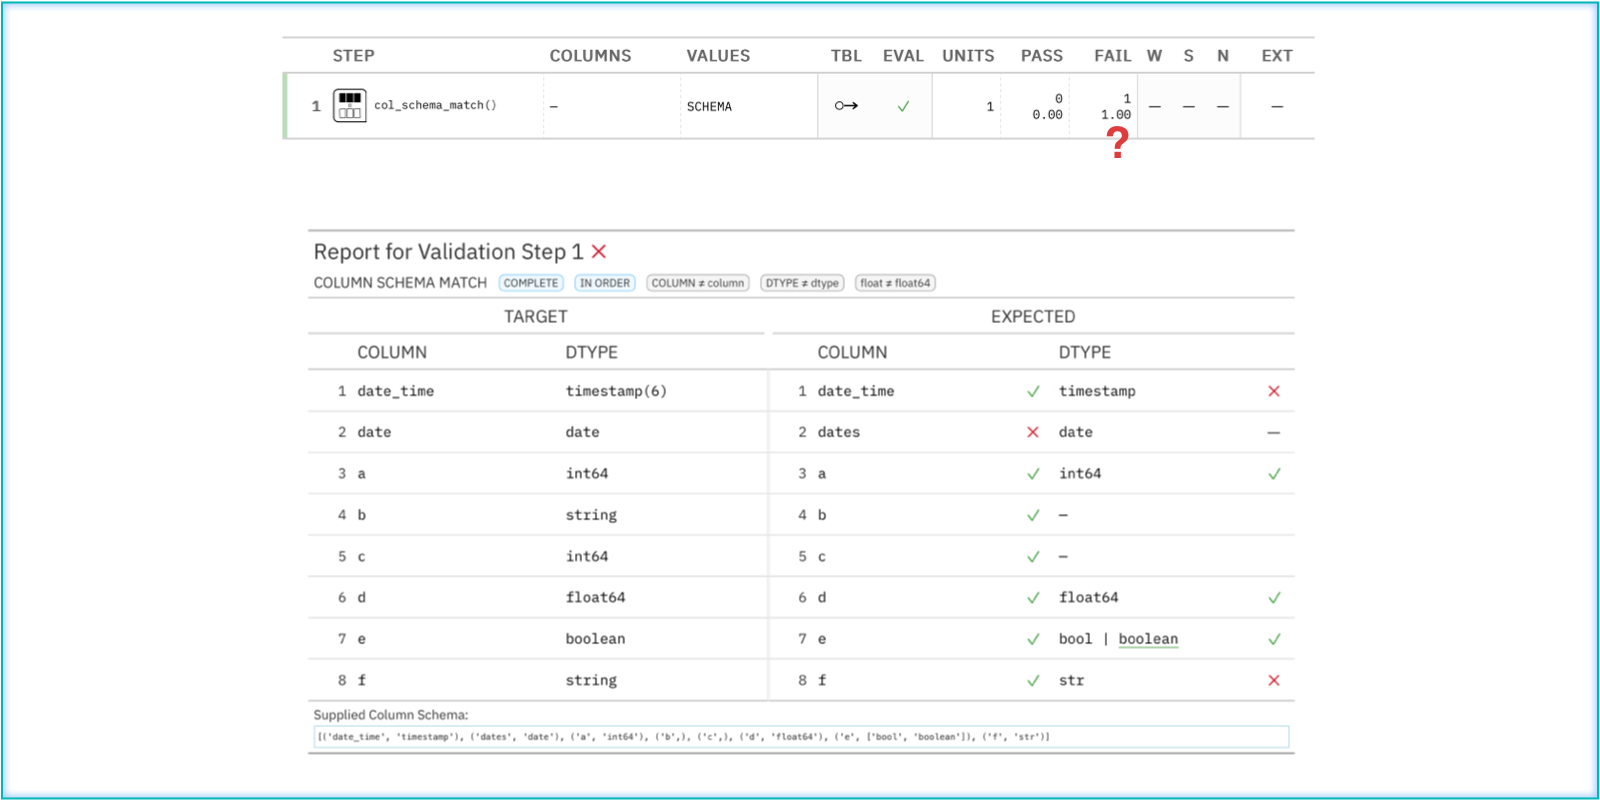 STEP COLUMNS VALUES TBL EVAL UNITS PASS FAIL W S N EXT
1 col_schema_match() — SCHEMA ✓ 1 0 1 — — — —
0.00 1.00
?
Report for Validation Step 1 ✕
COLUMN SCHEMA MATCH COMPLETE IN ORDER COLUMN ≠ column DTYPE ≠ dtype float ≠ float64
TARGET EXPECTED
COLUMN DTYPE COLUMN DTYPE
1 date_time timestamp(6) 1 date_time ✓ timestamp ✕
2 date date 2 dates ✕ date —
3 a int64 3 a ✓ int64 ✓
4 b string 4 b ✓ —
5 c int64 5 c ✓ —
6 d float64 6 d ✓ float64 ✓
7 e boolean 7 e ✓ bool | boolean ✓
8 f string 8 f ✓ str ✕
Supplied Column Schema:
[('date_time', 'timestamp'), ('dates', 'date'), ('a', 'int64'), ('b',), ('c',), ('d', 'float64'), ('e', ['bool', 'boolean']), ('f', 'str')]